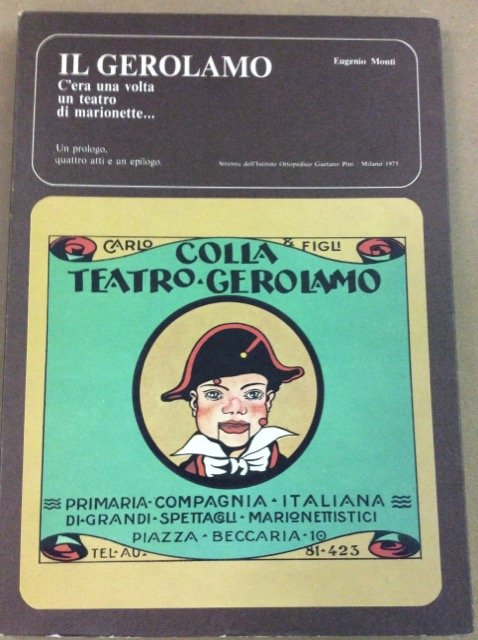 IL GEROLAMO
Eugenio Monti
C'era una volta
un teatro
di marionette...
Un prologo,
quattro atti e un epilogo.
Strenna dell'Istituto Ortopedico Gaetano Pini Milano 1975
CARLO & FIGLI
COLLA
TEATRO·GEROLAMO
PRIMARIA·COMPAGNIA·ITALIANA
DI·GRANDI·SPETTACLI·MARIONETTISTICI
PIAZZA·BECCARIA·10
TEL·AU· 81·423